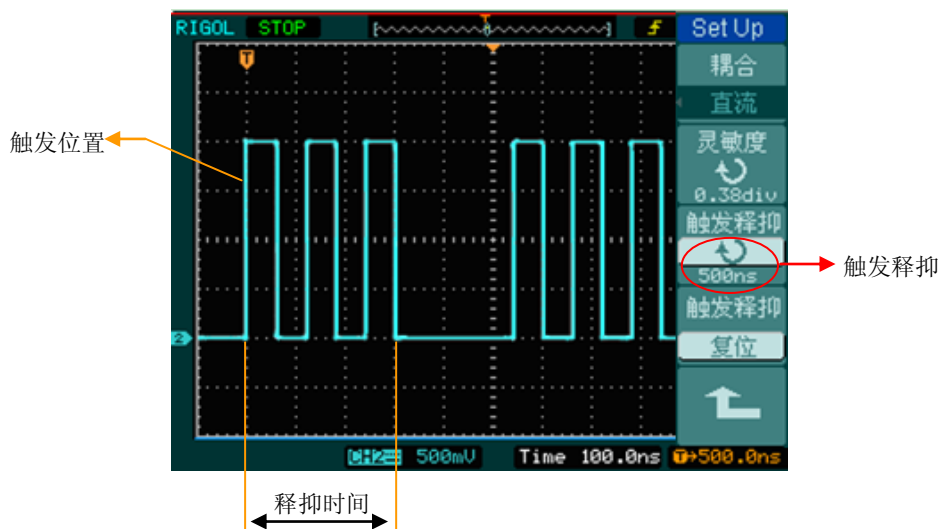 RIGOL STOP
T
Set Up
耦合
直流
灵敏度
0.38div
触发释抑
500ns
触发释抑
复位
T
触发位置
触发释抑
2
CH2 500mV Time 100.0ns T→500.0ns
释抑时间